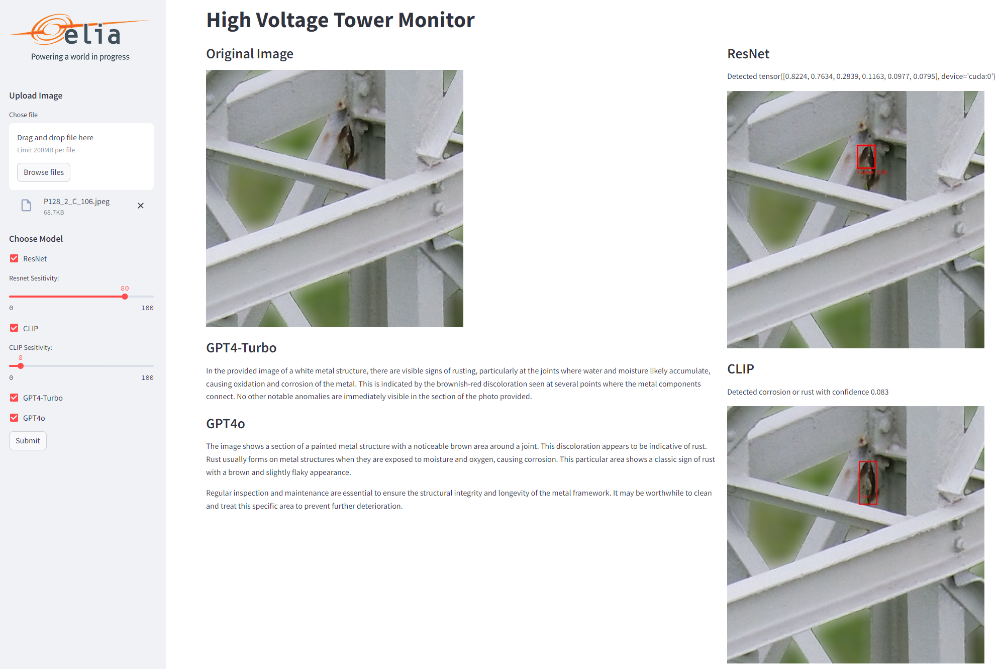 elia
Powering a world in progress
Upload Image
Chose file
Drag and drop file here
Limit 200MB per file
Browse files
P128_2_C_106.jpeg
68.7KB
Choose Model
ResNet
Resnet Sesitivity:
80
0 100
CLIP
CLIP Sesitivity:
8
0 100
GPT4-Turbo
GPT4o
Submit
High Voltage Tower Monitor
Original Image
GPT4-Turbo
In the provided image of a white metal structure, there are visible signs of rusting, particularly at the joints where water and moisture likely accumulate,
causing oxidation and corrosion of the metal. This is indicated by the brownish-red discoloration seen at several points where the metal components
connect. No other notable anomalies are immediately visible in the section of the photo provided.
GPT4o
The image shows a section of a painted metal structure with a noticeable brown area around a joint. This discoloration appears to be indicative of rust.
Rust usually forms on metal structures when they are exposed to moisture and oxygen, causing corrosion. This particular area shows a classic sign of rust
with a brown and slightly flaky appearance.
Regular inspection and maintenance are essential to ensure the structural integrity and longevity of the metal framework. It may be worthwhile to clean
and treat this specific area to prevent further deterioration.
ResNet
Detected tensor([0.8224, 0.7634, 0.2839, 0.1163, 0.0977, 0.0795], device='cuda:0')
CLIP
Detected corrosion or rust with confidence 0.083